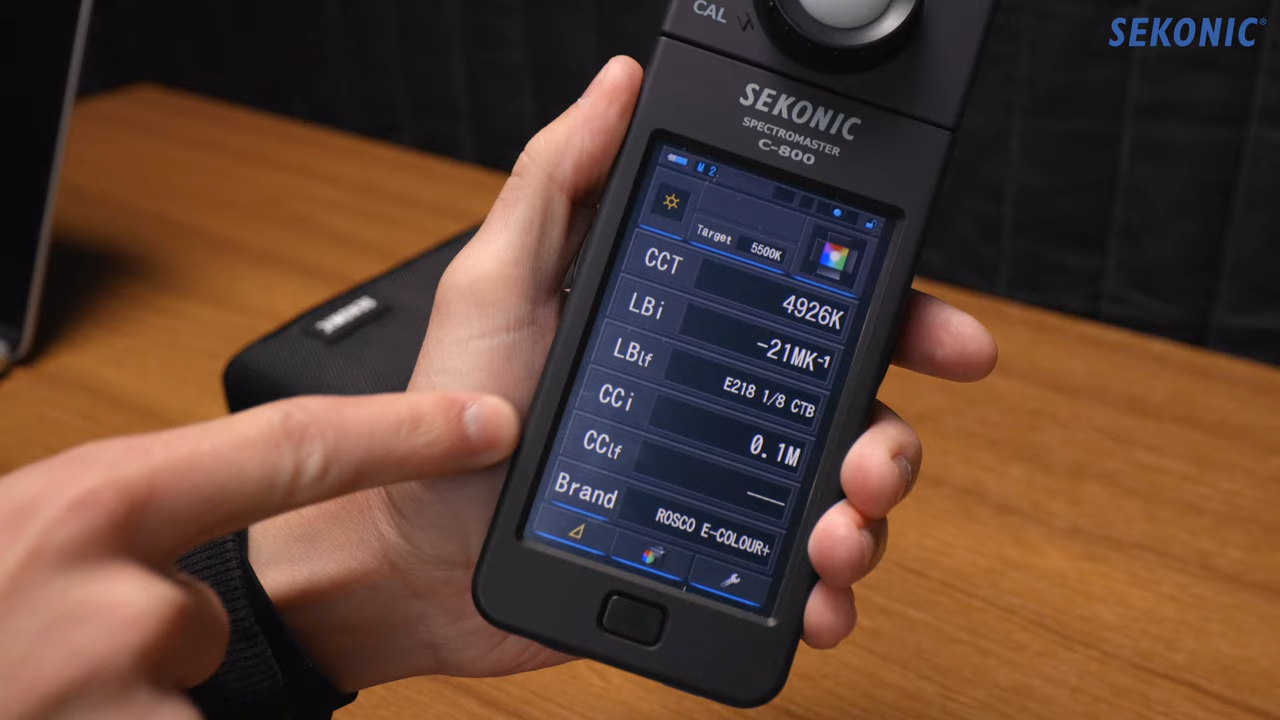 SEKONIC®
CAL
SEKONIC
SPECTROMASTER
C-800
M 2
Target 5500K
CCT 4926K
LBi -21MK⁻¹
LBlf E218 1/8 CTB
CCi 0.1M
CClf ———
Brand ROSCO E-COLOUR+
SEKONIC